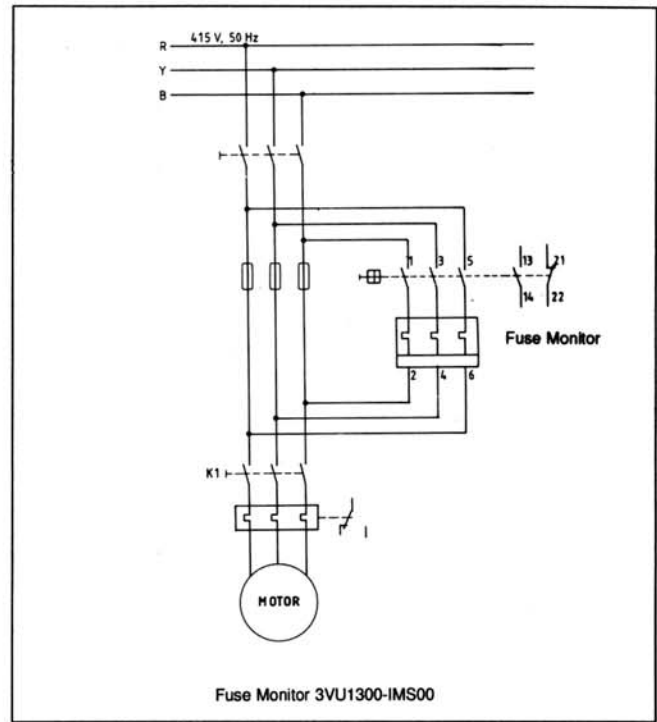 415 V, 50 Hz
R
Y
B
1 3 5 13 21
14 22
Fuse Monitor
2 4 6
K1
MOTOR
Fuse Monitor 3VU1300-IMS00